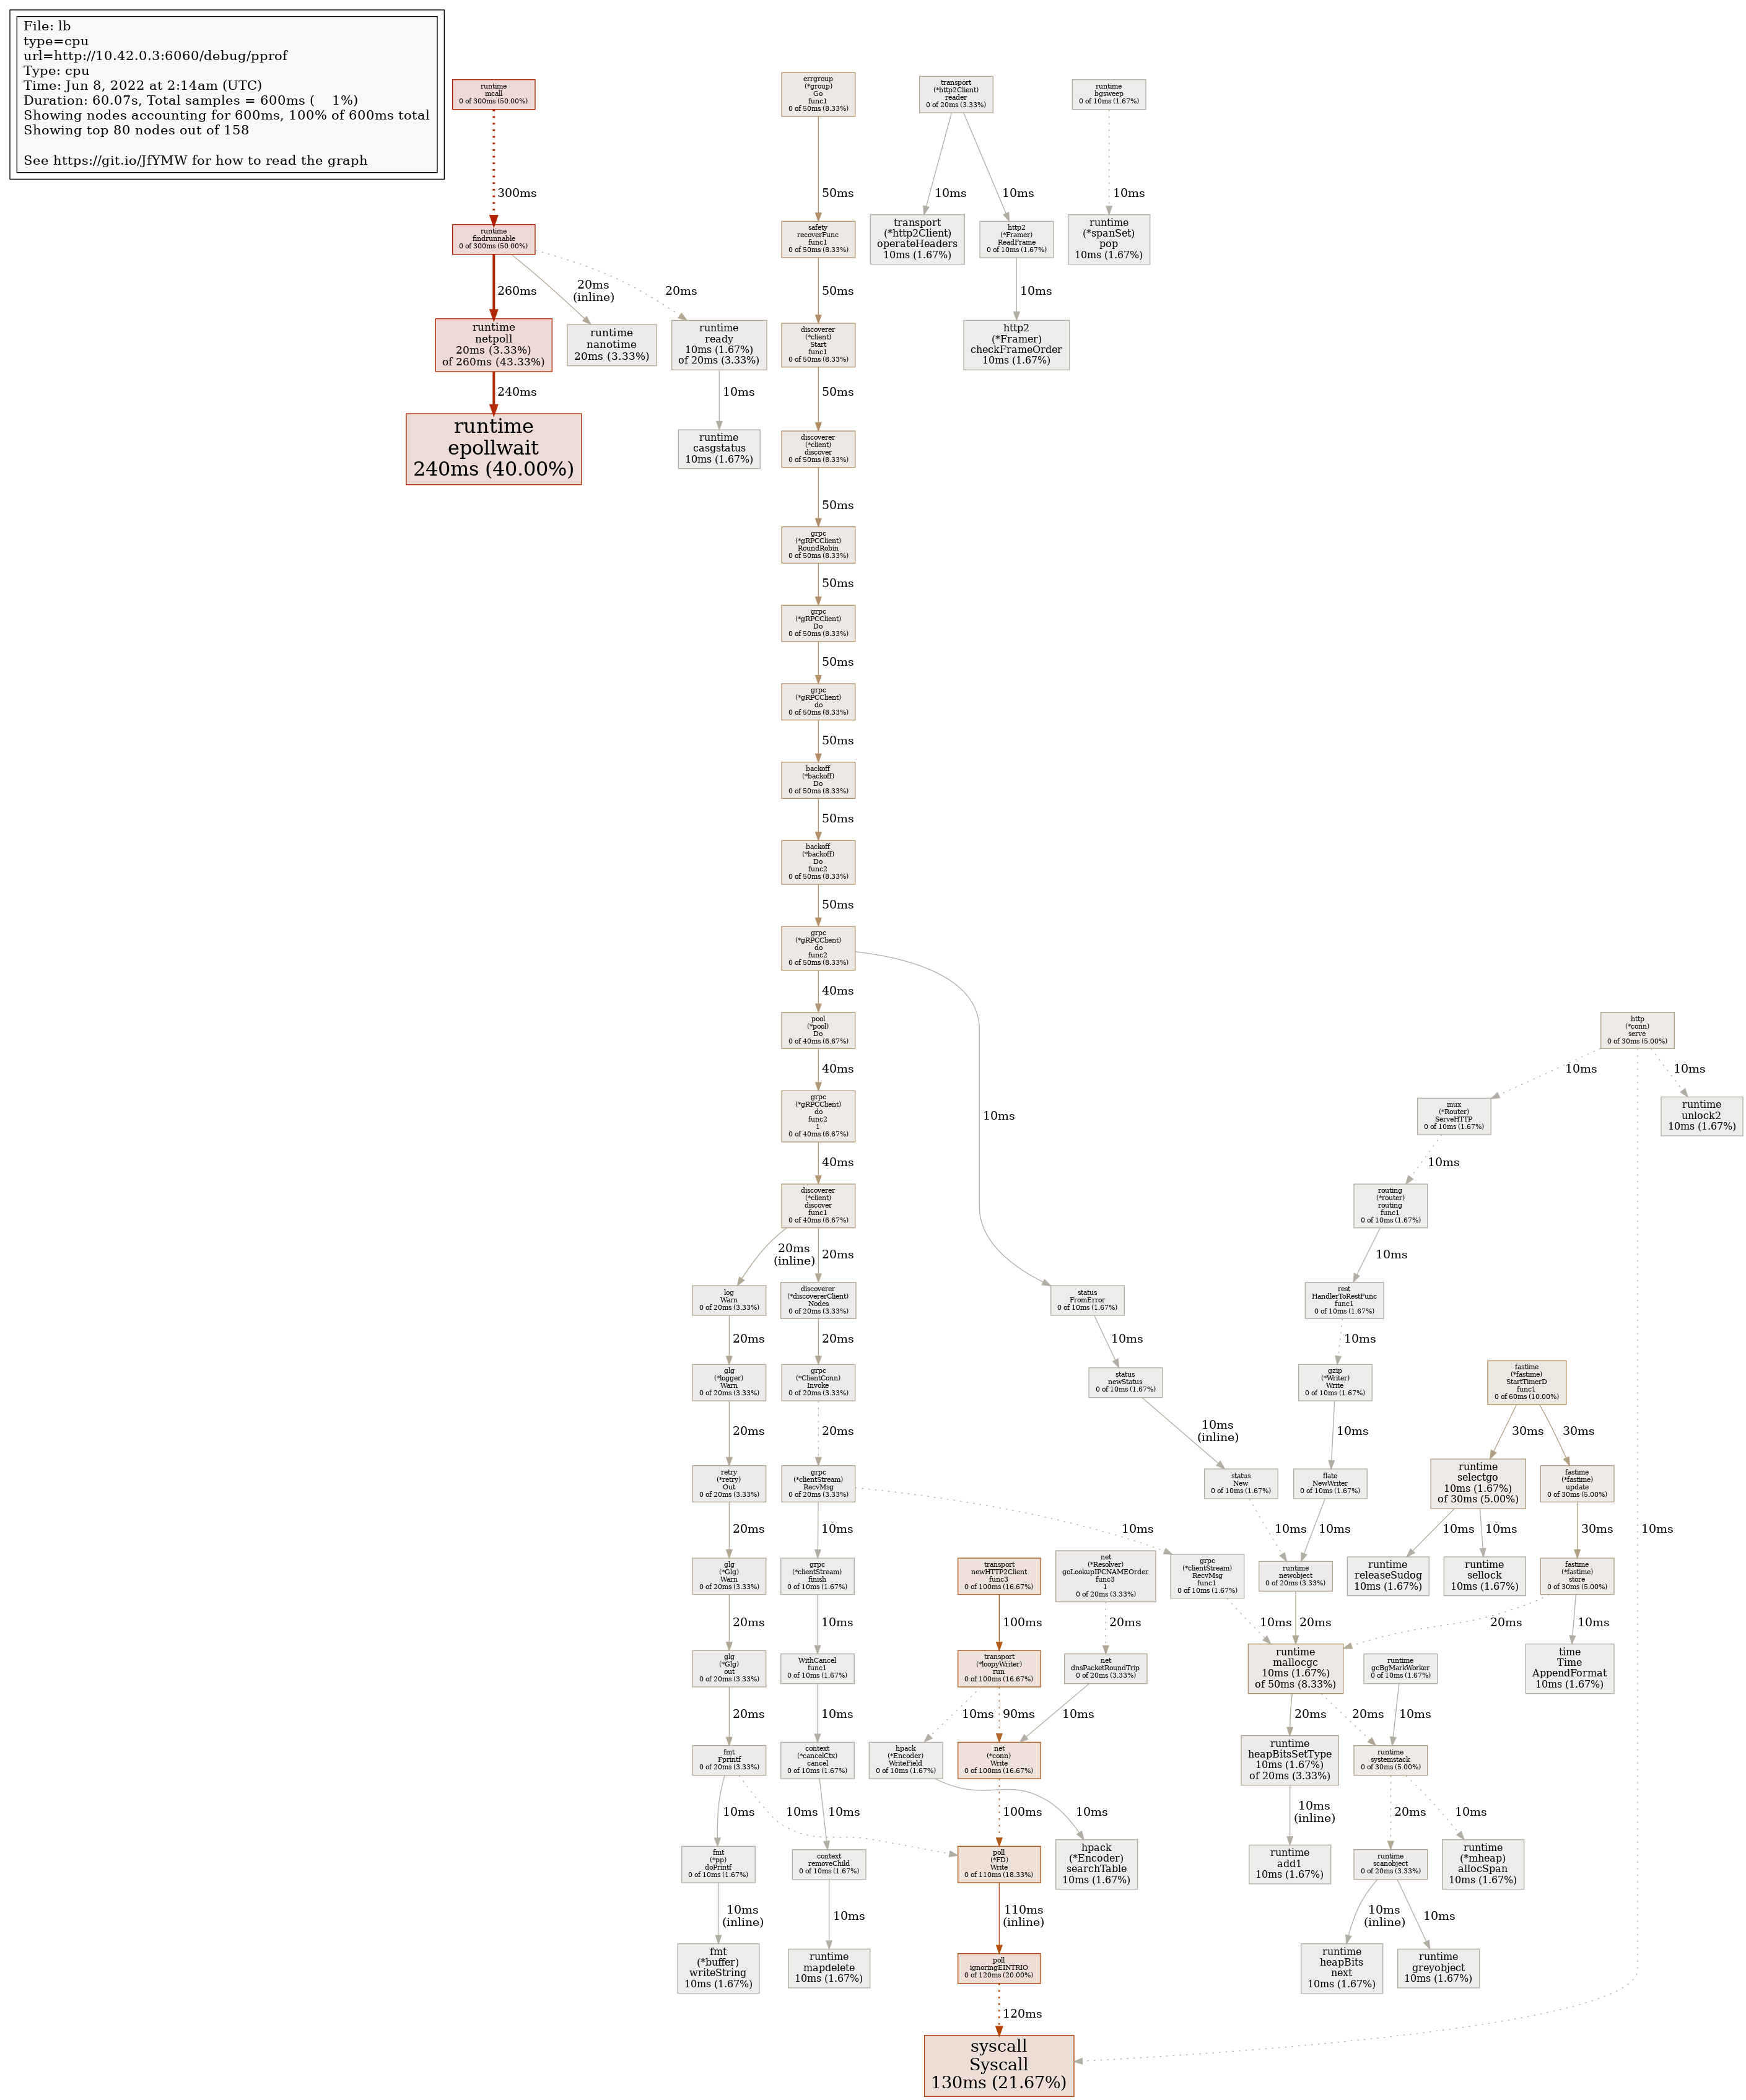 File: lb
type=cpu
url=http://10.42.0.3:6060/debug/pprof
Type: cpu
Time: Jun 8, 2022 at 2:14am (UTC)
Duration: 60.07s, Total samples = 600ms ( 1%)
Showing nodes accounting for 600ms, 100% of 600ms total
Showing top 80 nodes out of 158
See https://git.io/JfYMW for how to read the graph
runtime
mcall
0 of 300ms (50.00%)
errgroup
(*group)
Go
func1
0 of 50ms (8.33%)
transport
(*http2Client)
reader
0 of 20ms (3.33%)
runtime
bgsweep
0 of 10ms (1.67%)
300ms
50ms
10ms
10ms
10ms
runtime
findrunnable
0 of 300ms (50.00%)
safety
recoverFunc
func1
0 of 50ms (8.33%)
transport
(*http2Client)
operateHeaders
10ms (1.67%)
http2
(*Framer)
ReadFrame
0 of 10ms (1.67%)
runtime
(*spanSet)
pop
10ms (1.67%)
260ms
20ms
(inline)
20ms
50ms
10ms
runtime
netpoll
20ms (3.33%)
of 260ms (43.33%)
runtime
nanotime
20ms (3.33%)
runtime
ready
10ms (1.67%)
of 20ms (3.33%)
discoverer
(*client)
Start
func1
0 of 50ms (8.33%)
http2
(*Framer)
checkFrameOrder
10ms (1.67%)
240ms
10ms
50ms
runtime
epollwait
240ms (40.00%)
runtime
casgstatus
10ms (1.67%)
discoverer
(*client)
discover
0 of 50ms (8.33%)
50ms
grpc
(*gRPCClient)
RoundRobin
0 of 50ms (8.33%)
50ms
grpc
(*gRPCClient)
Do
0 of 50ms (8.33%)
50ms
grpc
(*gRPCClient)
do
0 of 50ms (8.33%)
50ms
backoff
(*backoff)
Do
0 of 50ms (8.33%)
50ms
backoff
(*backoff)
Do
func2
0 of 50ms (8.33%)
50ms
grpc
(*gRPCClient)
do
func2
0 of 50ms (8.33%)
40ms
10ms
pool
(*pool)
Do
0 of 40ms (6.67%)
http
(*conn)
serve
0 of 30ms (5.00%)
40ms
10ms
10ms
10ms
grpc
(*gRPCClient)
do
func2
1
0 of 40ms (6.67%)
mux
(*Router)
ServeHTTP
0 of 10ms (1.67%)
runtime
unlock2
10ms (1.67%)
40ms
10ms
discoverer
(*client)
discover
func1
0 of 40ms (6.67%)
routing
(*router)
routing
func1
0 of 10ms (1.67%)
20ms
(inline)
20ms
10ms
log
Warn
0 of 20ms (3.33%)
discoverer
(*discovererClient)
Nodes
0 of 20ms (3.33%)
status
FromError
0 of 10ms (1.67%)
rest
HandlerToRestFunc
func1
0 of 10ms (1.67%)
20ms
20ms
10ms
10ms
glg
(*logger)
Warn
0 of 20ms (3.33%)
grpc
(*ClientConn)
Invoke
0 of 20ms (3.33%)
status
newStatus
0 of 10ms (1.67%)
gzip
(*Writer)
Write
0 of 10ms (1.67%)
fastime
(*fastime)
StartTimerD
func1
0 of 60ms (10.00%)
20ms
20ms
10ms
(inline)
10ms
30ms
30ms
retry
(*retry)
Out
0 of 20ms (3.33%)
grpc
(*clientStream)
RecvMsg
0 of 20ms (3.33%)
status
New
0 of 10ms (1.67%)
flate
NewWriter
0 of 10ms (1.67%)
runtime
selectgo
10ms (1.67%)
of 30ms (5.00%)
fastime
(*fastime)
update
0 of 30ms (5.00%)
20ms
10ms
10ms
10ms
10ms
10ms
10ms
30ms
glg
(*Glg)
Warn
0 of 20ms (3.33%)
grpc
(*clientStream)
finish
0 of 10ms (1.67%)
transport
newHTTP2Client
func3
0 of 100ms (16.67%)
net
(*Resolver)
goLookupIPCNAMEOrder
func3
1
0 of 20ms (3.33%)
grpc
(*clientStream)
RecvMsg
func1
0 of 10ms (1.67%)
runtime
newobject
0 of 20ms (3.33%)
runtime
releaseSudog
10ms (1.67%)
runtime
sellock
10ms (1.67%)
fastime
(*fastime)
store
0 of 30ms (5.00%)
20ms
10ms
100ms
20ms
10ms
20ms
20ms
10ms
glg
(*Glg)
out
0 of 20ms (3.33%)
WithCancel
func1
0 of 10ms (1.67%)
transport
(*loopyWriter)
run
0 of 100ms (16.67%)
net
dnsPacketRoundTrip
0 of 20ms (3.33%)
runtime
mallocgc
10ms (1.67%)
of 50ms (8.33%)
runtime
gcBgMarkWorker
0 of 10ms (1.67%)
time
Time
AppendFormat
10ms (1.67%)
20ms
10ms
10ms
90ms
10ms
20ms
20ms
10ms
fmt
Fprintf
0 of 20ms (3.33%)
context
(*cancelCtx)
cancel
0 of 10ms (1.67%)
hpack
(*Encoder)
WriteField
0 of 10ms (1.67%)
net
(*conn)
Write
0 of 100ms (16.67%)
runtime
heapBitsSetType
10ms (1.67%)
of 20ms (3.33%)
runtime
systemstack
0 of 30ms (5.00%)
10ms
10ms
10ms
100ms
10ms
10ms
(inline)
20ms
10ms
fmt
(*pp)
doPrintf
0 of 10ms (1.67%)
context
removeChild
0 of 10ms (1.67%)
poll
(*FD)
Write
0 of 110ms (18.33%)
hpack
(*Encoder)
searchTable
10ms (1.67%)
runtime
add1
10ms (1.67%)
runtime
scanobject
0 of 20ms (3.33%)
runtime
(*mheap)
allocSpan
10ms (1.67%)
10ms
(inline)
10ms
110ms
(inline)
10ms
(inline)
10ms
fmt
(*buffer)
writeString
10ms (1.67%)
runtime
mapdelete
10ms (1.67%)
poll
ignoringEINTRIO
0 of 120ms (20.00%)
runtime
heapBits
next
10ms (1.67%)
runtime
greyobject
10ms (1.67%)
120ms
syscall
Syscall
130ms (21.67%)